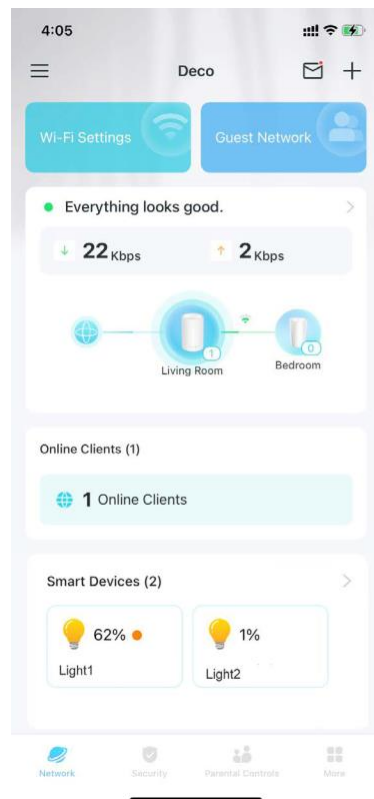 4:05
Deco
Wi-Fi Settings
Guest Network
Everything looks good.
22 Kbps
2 Kbps
1
0
Living Room
Bedroom
Online Clients (1)
1 Online Clients
Smart Devices (2)
62%
1%
Light1
Light2
Network
Security
Parental Controls
More